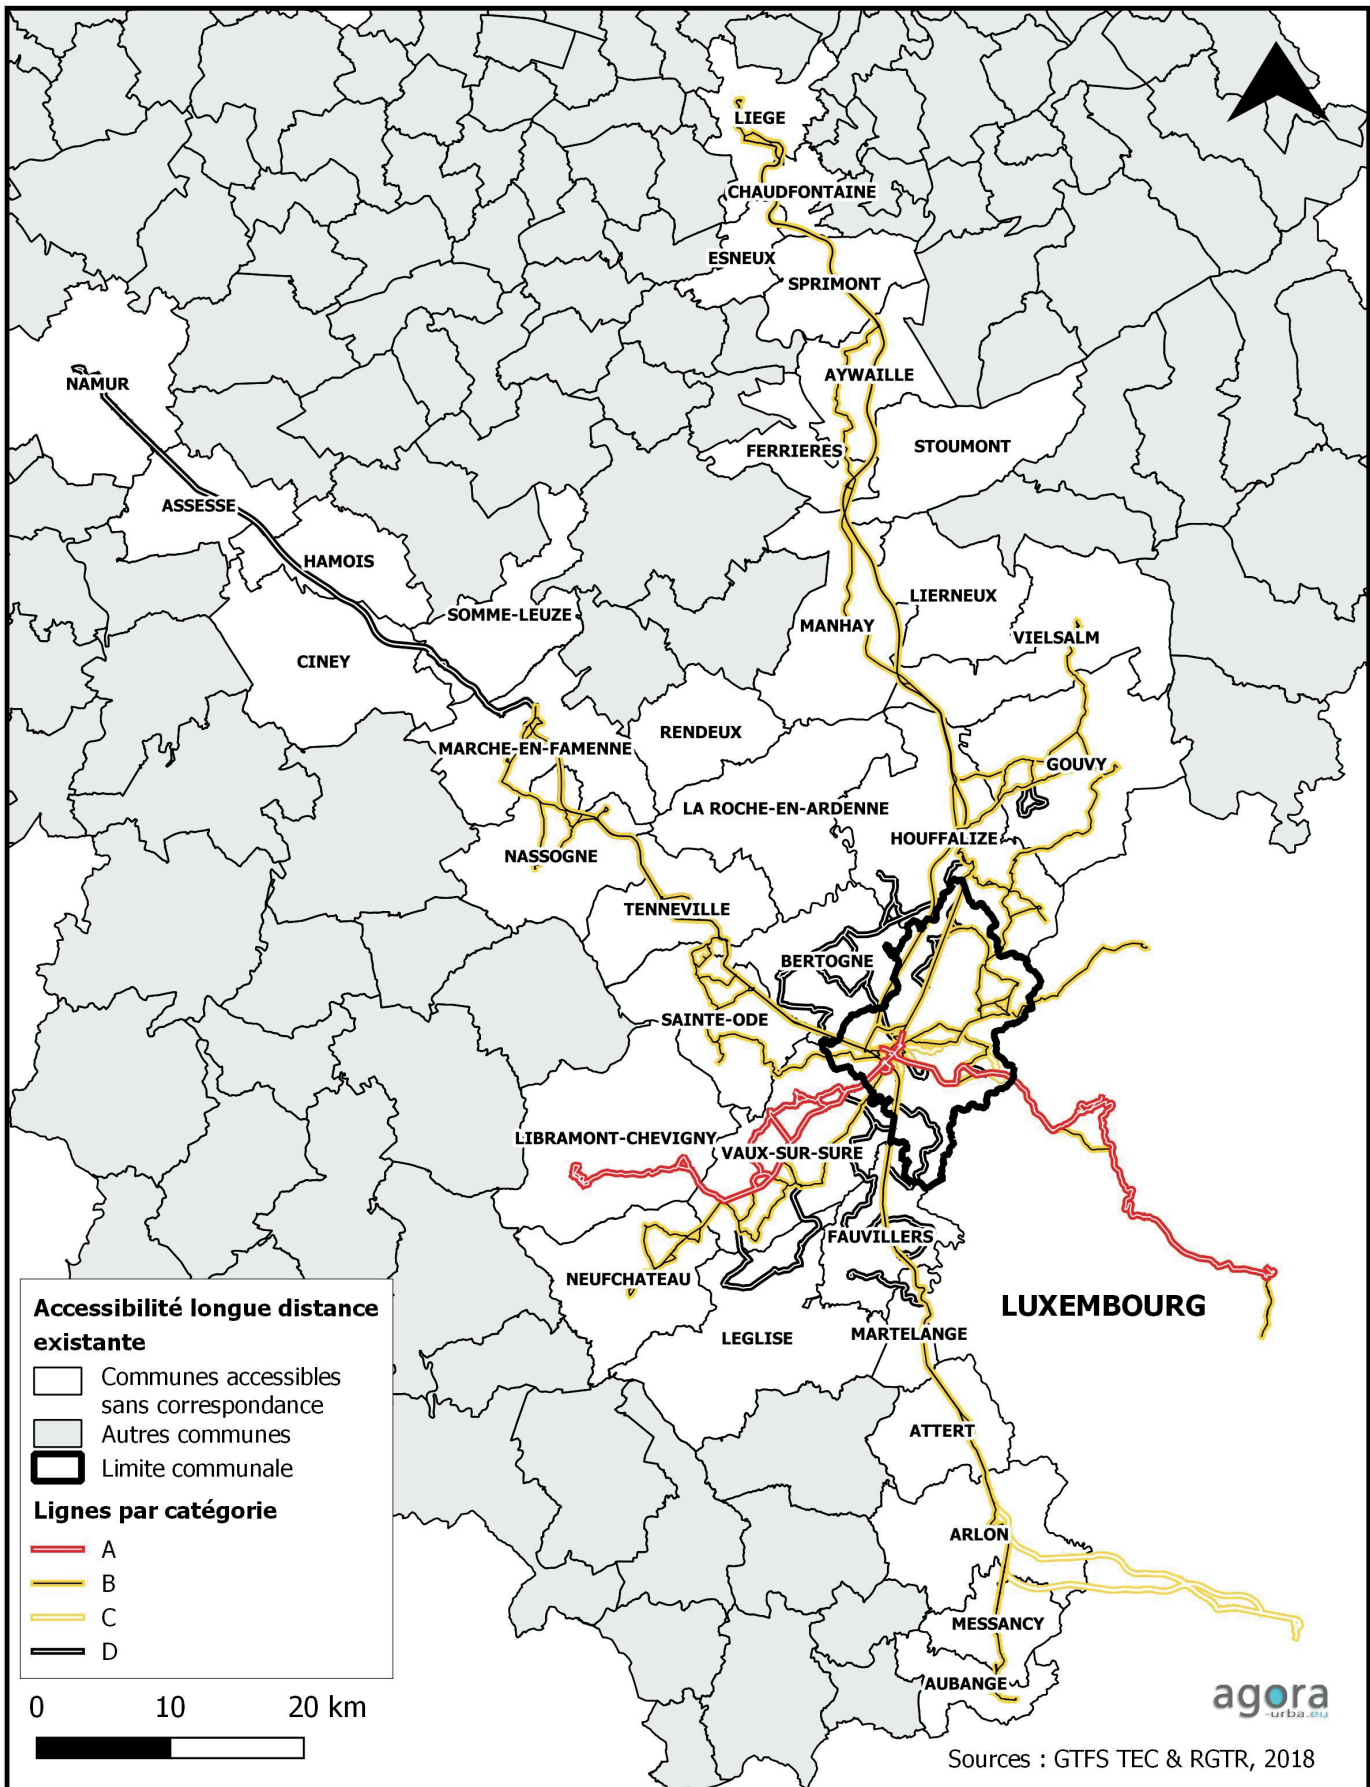 LIEGE
CHAUDFONTAINE
ESNEUX
SPRIMONT
NAMUR
AYWAILLE
FERRIERES
STOUMONT
ASSESSE
HAMOIS
LIERNEUX
SOMME-LEUZE
MANHAY
VIELSALM
CINEY
RENDEUX
MARCHE-EN-FAMENNE
GOUVY
LA ROCHE-EN-ARDENNE
HOUFFALIZE
NASSOGNE
TENNEVILLE
BERTOGNE
SAINTE-ODE
LIBRAMONT-CHEVIGNY
VAUX-SUR-SURE
FAUVILLERS
NEUFCHATEAU
LUXEMBOURG
LEGLISE
MARTELANGE
ATTERT
ARLON
MESSANCY
AUBANGE
Accessibilité longue distance
existante
Communes accessibles
sans correspondance
Autres communes
Limite communale
Lignes par catégorie
A
B
C
D
0 10 20 km
agora
-urba.eu
Sources : GTFS TEC & RGTR, 2018